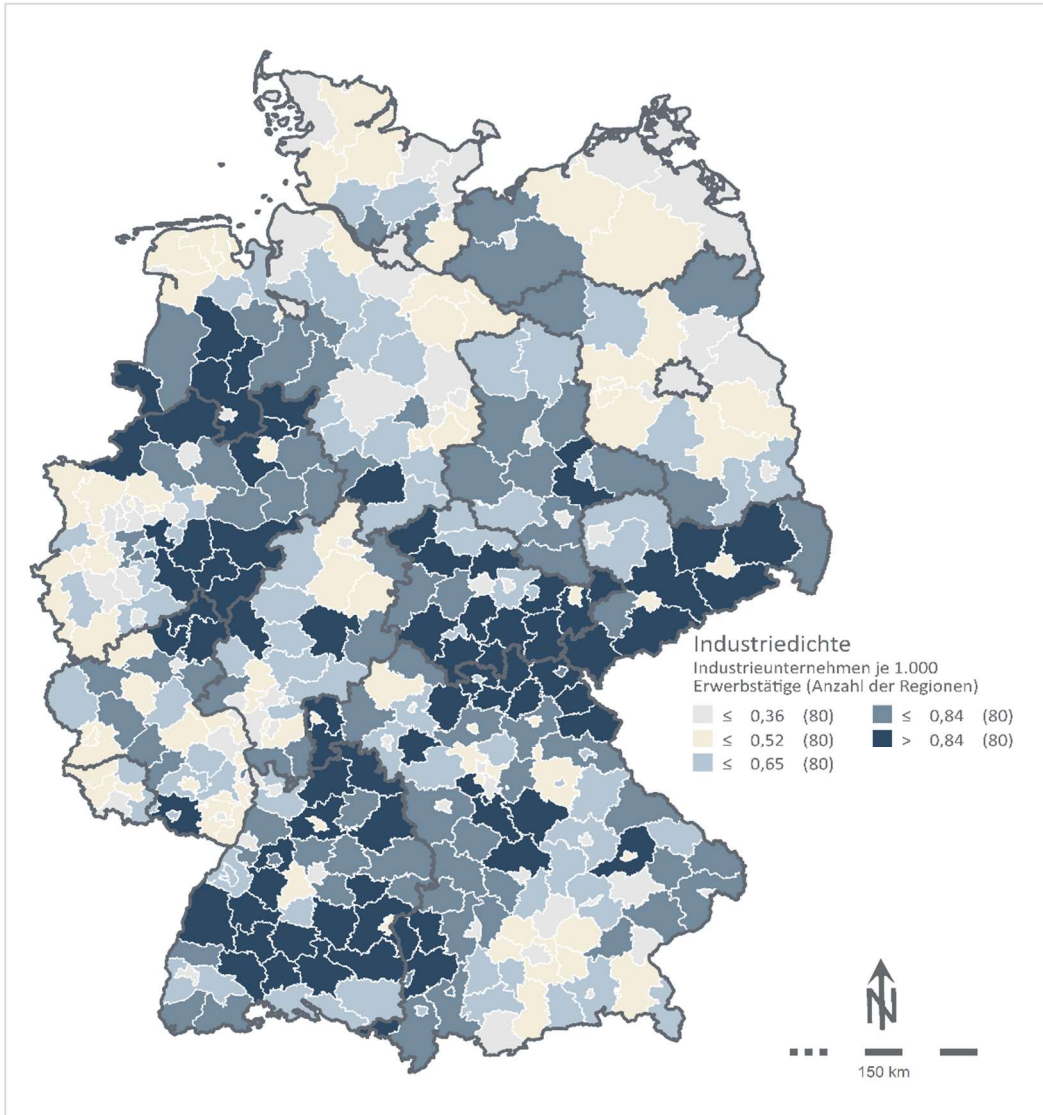 Industriedichte
Industrieunternehmen je 1.000
Erwerbstätige (Anzahl der Regionen)
≤ 0,36 (80)
≤ 0,52 (80)
≤ 0,65 (80)
≤ 0,84 (80)
> 0,84 (80)
N
150 km